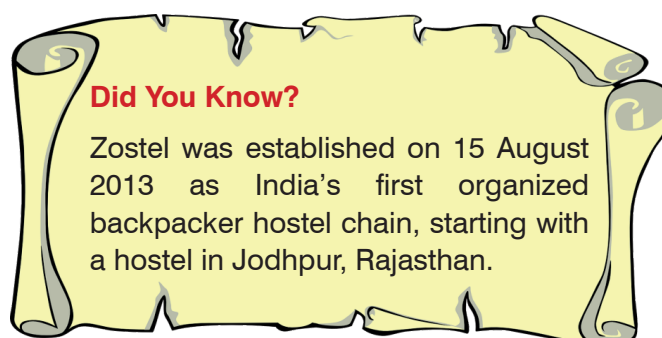 Did You Know?
Zostel was established on 15 August
2013 as India’s first organized
backpacker hostel chain, starting with
a hostel in Jodhpur, Rajasthan.